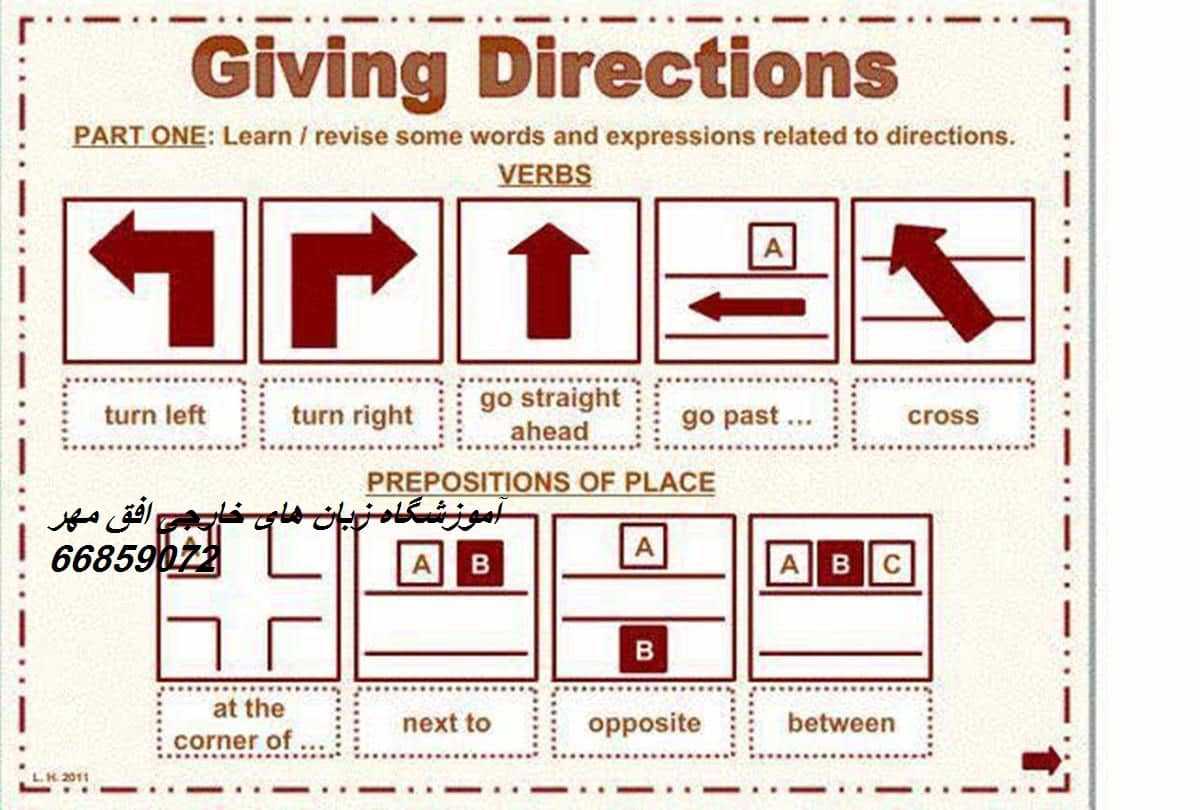 Giving Directions
PART ONE: Learn / revise some words and expressions related to directions.
VERBS
A
turn left
turn right
go straight
ahead
go past ...
cross
PREPOSITIONS OF PLACE
آموزشگاه زبان های خارجی افق مهر
66859072
A
A B
A
B
A B C
at the
corner of ...
next to
opposite
between
L. H. 2011